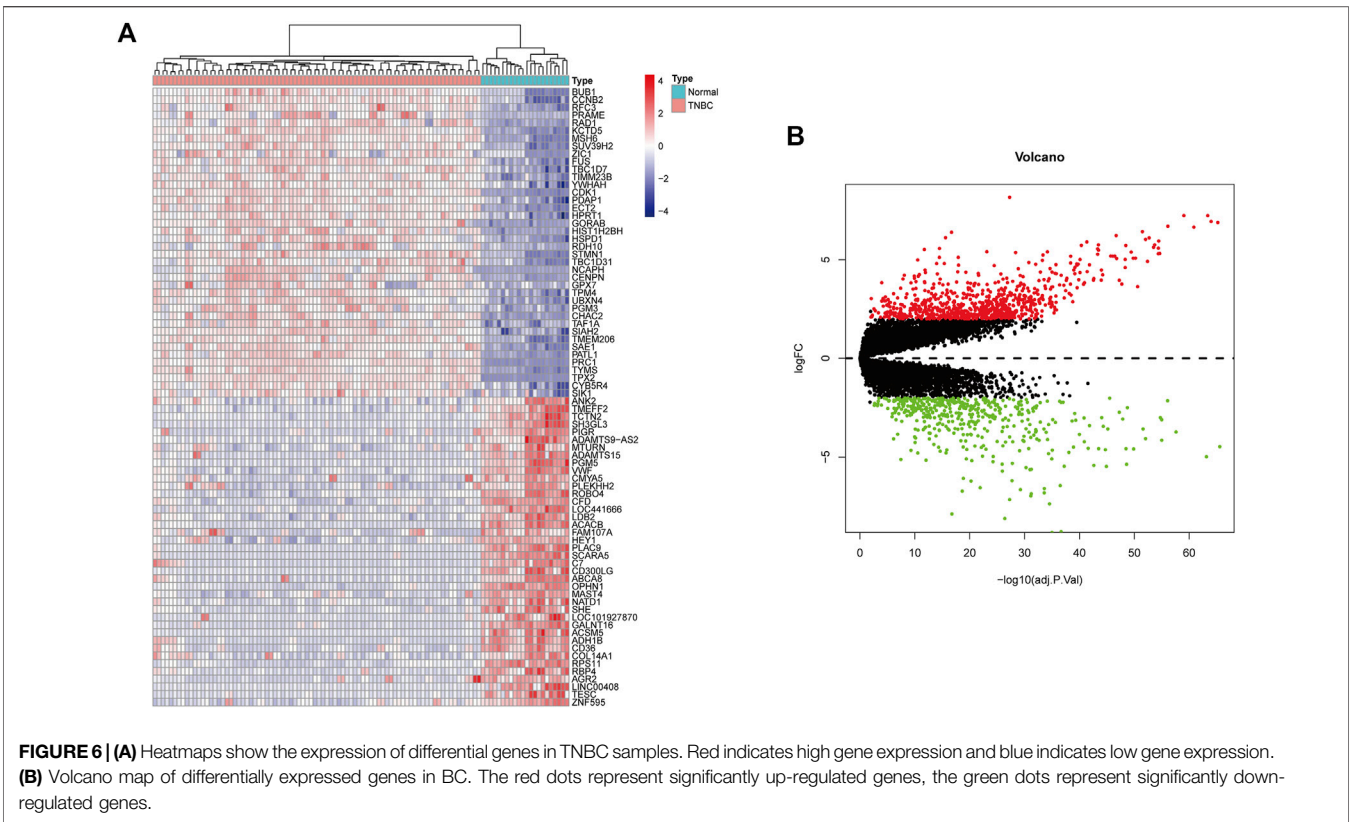 A
Type
BUB1
CCNB2
RFC3
PRAME
RAD1
KCTD5
MSH6
SUV39H2
ZIC1
FUS
TBC1D7
TIMM23B
YWHAH
CDK1
PDAP1
ECT2
HPRT1
GORAB
HIST1H2BH
HSPD1
RDH10
STMN1
TBC1D31
NCAPH
CENPN
GPX7
TPM4
UBXN4
PGM3
CHAC2
TAF1A
SIAH2
TMEM206
SAE1
PATL1
PRC1
TYMS
TPX2
CYB5R4
SIK1
ANK2
TMEFF2
TCTN2
SH3GL3
PIGR
ADAMTS9−AS2
MTURN
ADAMTS15
PGM5
VWF
CMYA5
PLEKHH2
ROBO4
CFD
LOC441666
LDB2
ACACB
FAM107A
HEY1
PLAC9
SCARA5
C7
CD300LG
ABCA8
OPHN1
MAST4
NATD1
SHE
LOC101927870
GALNT16
ACSM5
ADH1B
CD36
COL14A1
RPS11
RBP4
AGR2
LINC00408
TESC
ZNF595
4
2
0
−2
−4
Type
Normal
TNBC
B
Volcano
logFC
5
0
−5
0 10 20 30 40 50 60
−log10(adj.P.Val)
FIGURE 6 | (A) Heatmaps show the expression of differential genes in TNBC samples. Red indicates high gene expression and blue indicates low gene expression.
(B) Volcano map of differentially expressed genes in BC. The red dots represent significantly up-regulated genes, the green dots represent significantly down-
regulated genes.